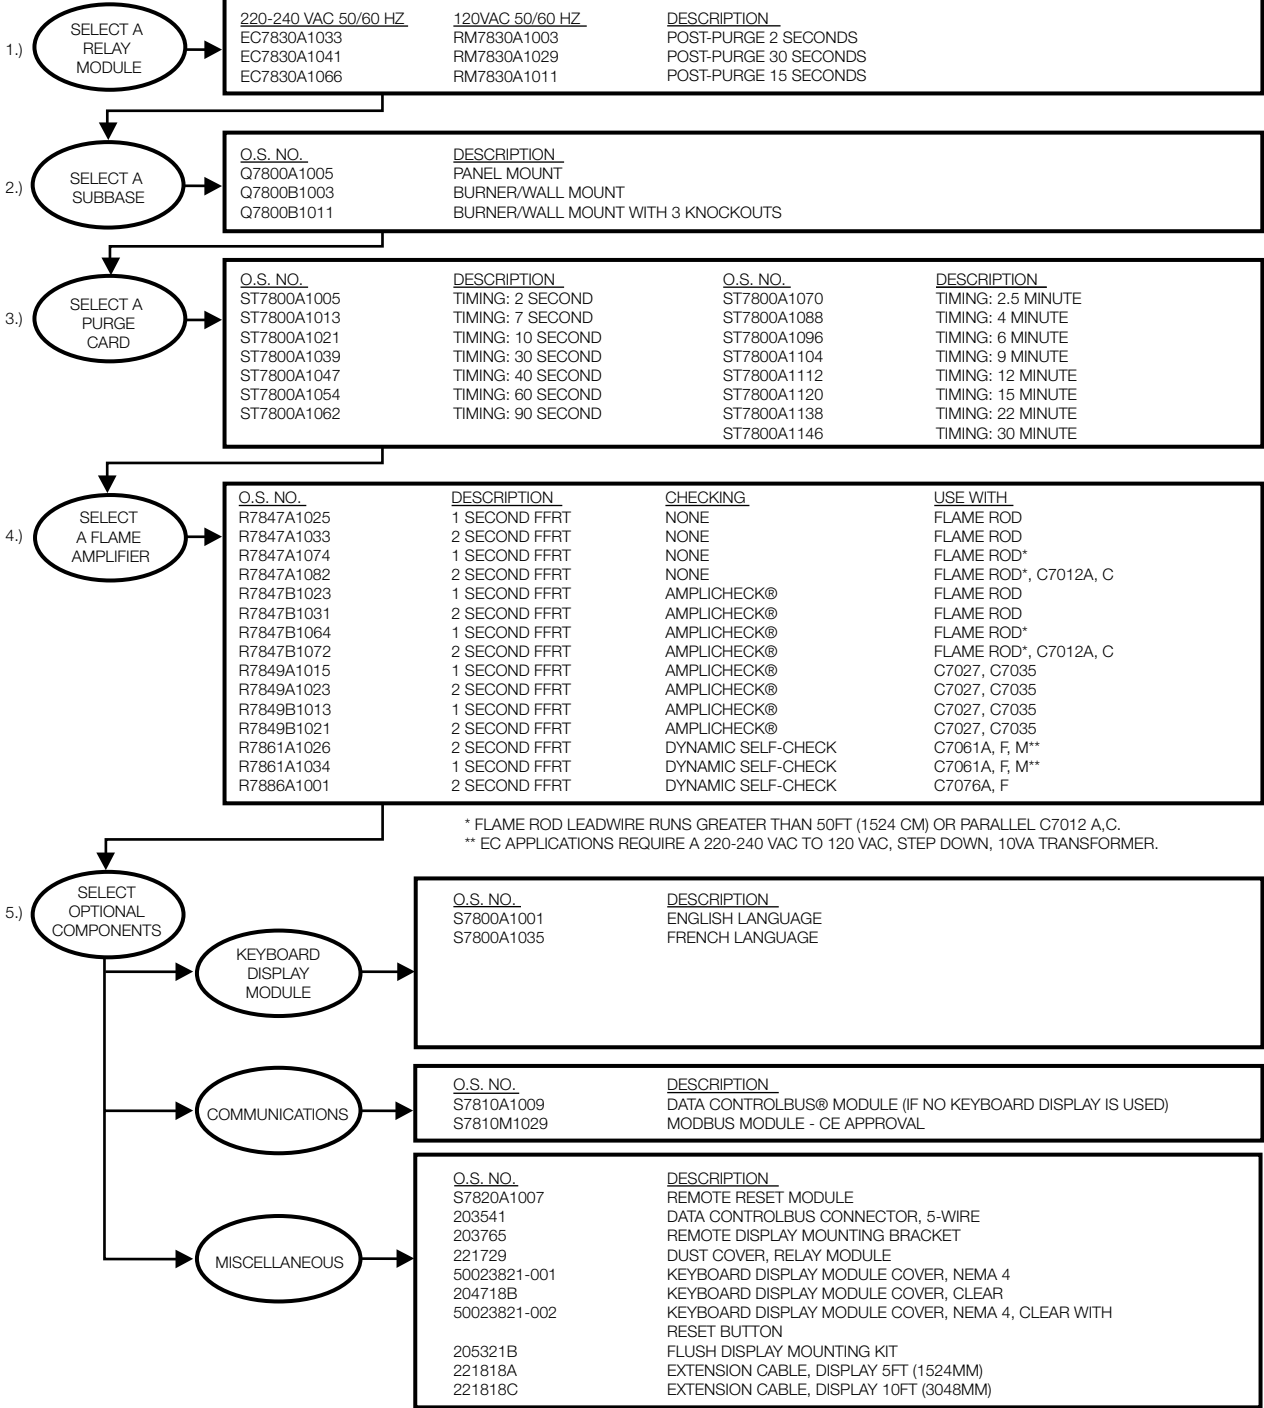 1.)
SELECT A
RELAY
MODULE
220-240 VAC 50/60 HZ 120VAC 50/60 HZ DESCRIPTION
EC7830A1033 RM7830A1003 POST-PURGE 2 SECONDS
EC7830A1041 RM7830A1029 POST-PURGE 30 SECONDS
EC7830A1066 RM7830A1011 POST-PURGE 15 SECONDS
2.)
SELECT A
SUBBASE
O.S. NO. DESCRIPTION
Q7800A1005 PANEL MOUNT
Q7800B1003 BURNER/WALL MOUNT
Q7800B1011 BURNER/WALL MOUNT WITH 3 KNOCKOUTS
3.)
SELECT A
PURGE
CARD
O.S. NO. DESCRIPTION O.S. NO. DESCRIPTION
ST7800A1005 TIMING: 2 SECOND ST7800A1070 TIMING: 2.5 MINUTE
ST7800A1013 TIMING: 7 SECOND ST7800A1088 TIMING: 4 MINUTE
ST7800A1021 TIMING: 10 SECOND ST7800A1096 TIMING: 6 MINUTE
ST7800A1039 TIMING: 30 SECOND ST7800A1104 TIMING: 9 MINUTE
ST7800A1047 TIMING: 40 SECOND ST7800A1112 TIMING: 12 MINUTE
ST7800A1054 TIMING: 60 SECOND ST7800A1120 TIMING: 15 MINUTE
ST7800A1062 TIMING: 90 SECOND ST7800A1138 TIMING: 22 MINUTE
ST7800A1146 TIMING: 30 MINUTE
4.)
SELECT
A FLAME
AMPLIFIER
O.S. NO. DESCRIPTION CHECKING USE WITH
R7847A1025 1 SECOND FFRT NONE FLAME ROD
R7847A1033 2 SECOND FFRT NONE FLAME ROD
R7847A1074 1 SECOND FFRT NONE FLAME ROD*
R7847A1082 2 SECOND FFRT NONE FLAME ROD*, C7012A, C
R7847B1023 1 SECOND FFRT AMPLICHECK® FLAME ROD
R7847B1031 2 SECOND FFRT AMPLICHECK® FLAME ROD
R7847B1064 1 SECOND FFRT AMPLICHECK® FLAME ROD*
R7847B1072 2 SECOND FFRT AMPLICHECK® FLAME ROD*, C7012A, C
R7849A1015 1 SECOND FFRT AMPLICHECK® C7027, C7035
R7849A1023 2 SECOND FFRT AMPLICHECK® C7027, C7035
R7849B1013 1 SECOND FFRT AMPLICHECK® C7027, C7035
R7849B1021 2 SECOND FFRT AMPLICHECK® C7027, C7035
R7861A1026 2 SECOND FFRT DYNAMIC SELF-CHECK C7061A, F, M**
R7861A1034 1 SECOND FFRT DYNAMIC SELF-CHECK C7061A, F, M**
R7886A1001 2 SECOND FFRT DYNAMIC SELF-CHECK C7076A, F
* FLAME ROD LEADWIRE RUNS GREATER THAN 50FT (1524 CM) OR PARALLEL C7012 A,C.
** EC APPLICATIONS REQUIRE A 220-240 VAC TO 120 VAC, STEP DOWN, 10VA TRANSFORMER.
5.)
SELECT
OPTIONAL
COMPONENTS
KEYBOARD
DISPLAY
MODULE
O.S. NO. DESCRIPTION
S7800A1001 ENGLISH LANGUAGE
S7800A1035 FRENCH LANGUAGE
COMMUNICATIONS
O.S. NO. DESCRIPTION
S7810A1009 DATA CONTROLBUS® MODULE (IF NO KEYBOARD DISPLAY IS USED)
S7810M1029 MODBUS MODULE - CE APPROVAL
MISCELLANEOUS
O.S. NO. DESCRIPTION
S7820A1007 REMOTE RESET MODULE
203541 DATA CONTROLBUS CONNECTOR, 5-WIRE
203765 REMOTE DISPLAY MOUNTING BRACKET
221729 DUST COVER, RELAY MODULE
50023821-001 KEYBOARD DISPLAY MODULE COVER, NEMA 4
204718B KEYBOARD DISPLAY MODULE COVER, CLEAR
50023821-002 KEYBOARD DISPLAY MODULE COVER, NEMA 4, CLEAR WITH
RESET BUTTON
205321B FLUSH DISPLAY MOUNTING KIT
221818A EXTENSION CABLE, DISPLAY 5FT (1524MM)
221818C EXTENSION CABLE, DISPLAY 10FT (3048MM)